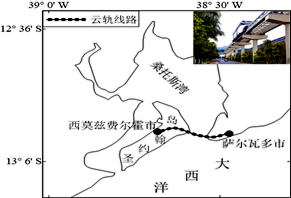 39° 0' W 38° 30' W
云轨线路
12° 36'S
桑托斯湾
西莫兹费尔霍市
岛
翰
约
圣
萨尔瓦多市
13° 6'S
大
西
洋